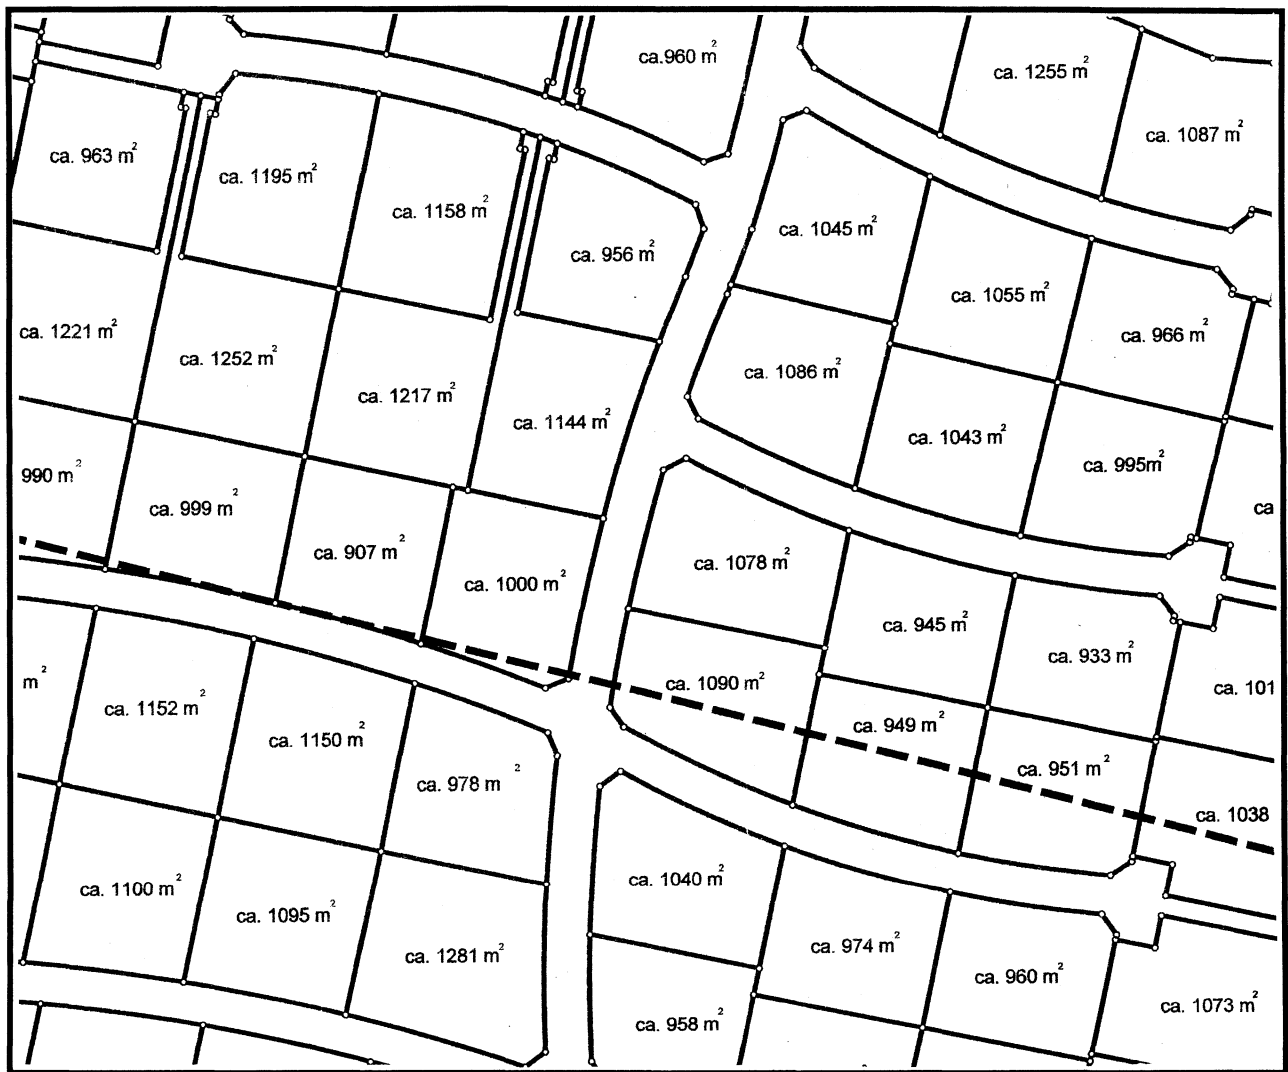 ca.960 m²
ca. 1255 m²
ca. 1087 m²
ca. 963 m²
ca. 1195 m²
ca. 1158 m²
ca. 956 m²
ca. 1045 m²
ca. 1055 m²
ca. 966 m²
ca. 1221 m²
ca. 1252 m²
ca. 1217 m²
ca. 1144 m²
ca. 1086 m²
ca. 1043 m²
ca. 995m²
990 m²
ca. 999 m²
ca. 907 m²
ca. 1000 m²
ca. 1078 m²
ca
ca. 945 m²
ca. 933 m²
m²
ca. 1152 m²
ca. 1150 m²
ca. 978 m²
ca. 1090 m²
ca. 949 m²
ca. 951 m²
ca. 101
ca. 1038
ca. 1100 m²
ca. 1095 m²
ca. 1281 m²
ca. 1040 m²
ca. 974 m²
ca. 960 m²
ca. 958 m²
ca. 1073 m²